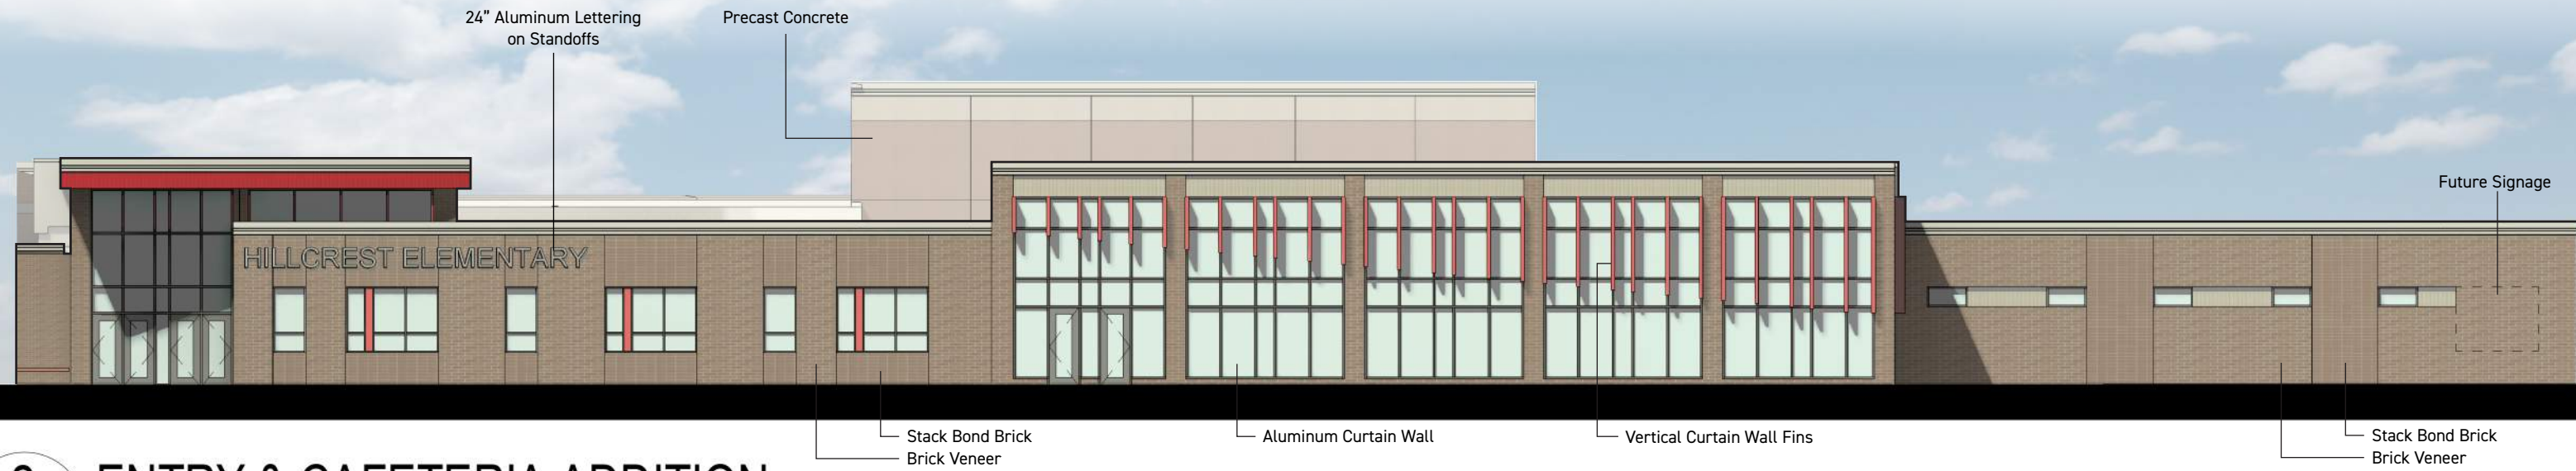 24" Aluminum Lettering
on Standoffs
Precast Concrete
Future Signage
HILLCREST ELEMENTARY
Stack Bond Brick
Brick Veneer
Aluminum Curtain Wall
Vertical Curtain Wall Fins
Stack Bond Brick
Brick Veneer
ENTRY & CAFETERIA ADDITION